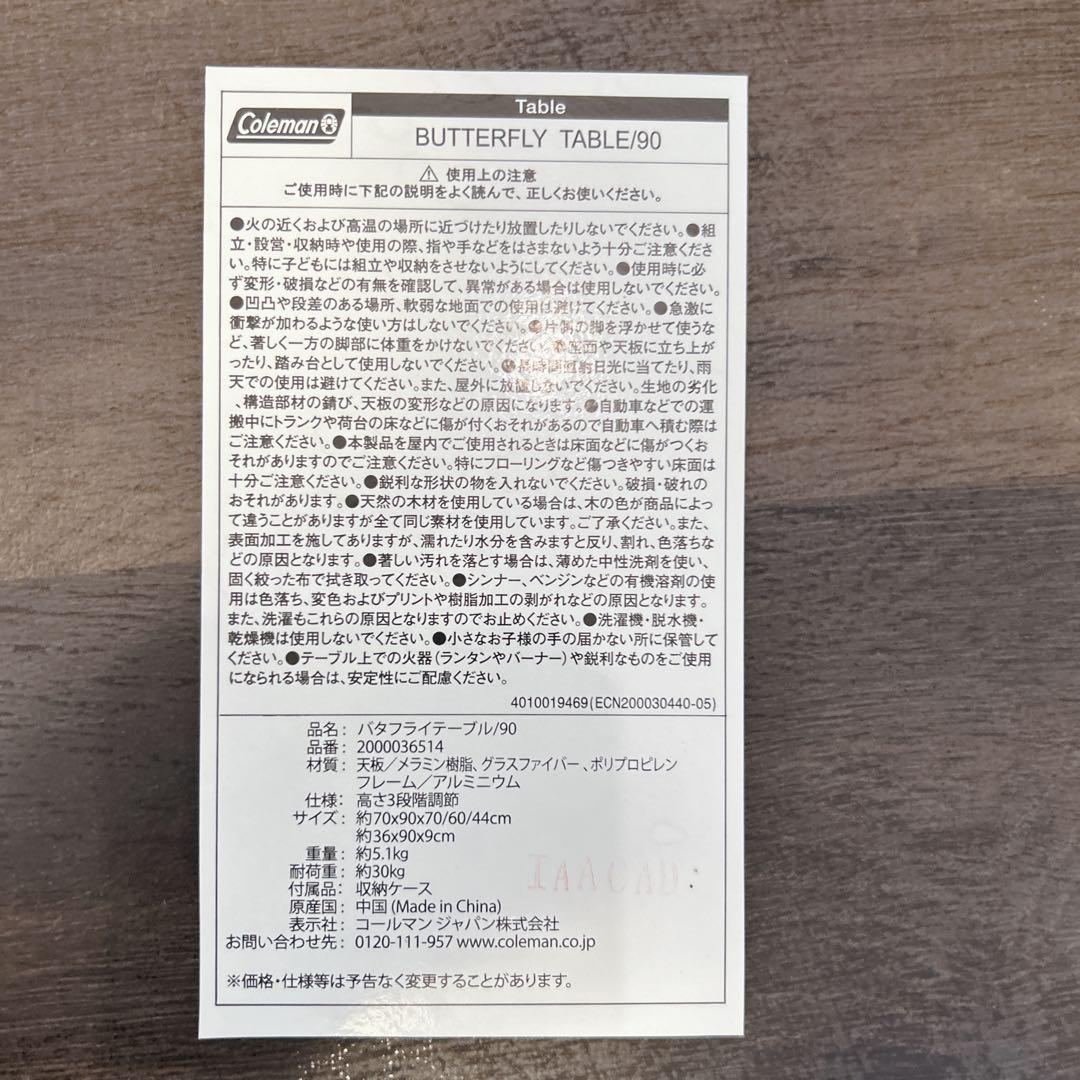 Coleman
Table
BUTTERFLY TABLE/90
⚠ 使用上の注意
ご使用時に下記の説明をよく読んで、正しくお使いください。
●火の近くおよび高温の場所に近づけたり放置したりしないでください。●組
立・設営・収納時や使用の際、指や手などをはさまないよう十分ご注意くださ
い。特に子どもには組立や収納をさせないようにしてください。●使用時に必
ず変形・破損などの有無を確認して、異常がある場合は使用しないでください。
●凹凸や段差のある場所、軟弱な地面での使用は避けてください。●急激に
衝撃が加わるような使い方はしないでください。●片側の脚を浮かせて使うな
ど、著しく一方の脚部に体重をかけないでください。●座面や天板に立ち上が
ったり、踏み台として使用しないでください。●長時間直射日光に当てたり、雨
天での使用は避けてください。また、屋外に放置しないでください。生地の劣化
、構造部材の錆び、天板の変形などの原因になります。●自動車などでの運
搬中にトランクや荷台の床などに傷が付くおそれがあるので自動車へ積む際は
ご注意ください。●本製品を屋内でご使用されるときは床面などに傷がつくお
それがありますのでご注意ください。特にフローリングなど傷つきやすい床面は
十分ご注意ください。●鋭利な形状の物を入れないでください。破損・破れの
おそれがあります。●天然の木材を使用している場合は、木の色が商品によっ
て違うことがありますが全て同じ素材を使用しています。ご了承ください。また、
表面加工を施してありますが、濡れたり水分を含みますと反り、割れ、色落ちな
どの原因となります。●著しい汚れを落とす場合は、薄めた中性洗剤を使い、
固く絞った布で拭き取ってください。●シンナー、ベンジンなどの有機溶剤の使
用は色落ち、変色およびプリントや樹脂加工の剥がれなどの原因となります。
また、洗濯もこれらの原因となりますのでお止めください。●洗濯機・脱水機・
乾燥機は使用しないでください。●小さなお子様の手の届かない所に保管して
ください。●テーブル上での火器(ランタンやバーナー)や鋭利なものをご使用
になられる場合は、安定性にご配慮ください。
4010019469(ECN200030440-05)
品名: バタフライテーブル/90
品番: 2000036514
材質: 天板/メラミン樹脂、グラスファイバー、ポリプロピレン
フレーム/アルミニウム
仕様: 高さ3段階調節
サイズ: 約70x90x70/60/44cm
約36x90x9cm
重量: 約5.1kg
耐荷重: 約30kg
付属品: 収納ケース
原産国: 中国 (Made in China)
表示社: コールマン ジャパン株式会社
お問い合わせ先: 0120-111-957 www.coleman.co.jp
IAACAD
※価格・仕様等は予告なく変更することがあります。